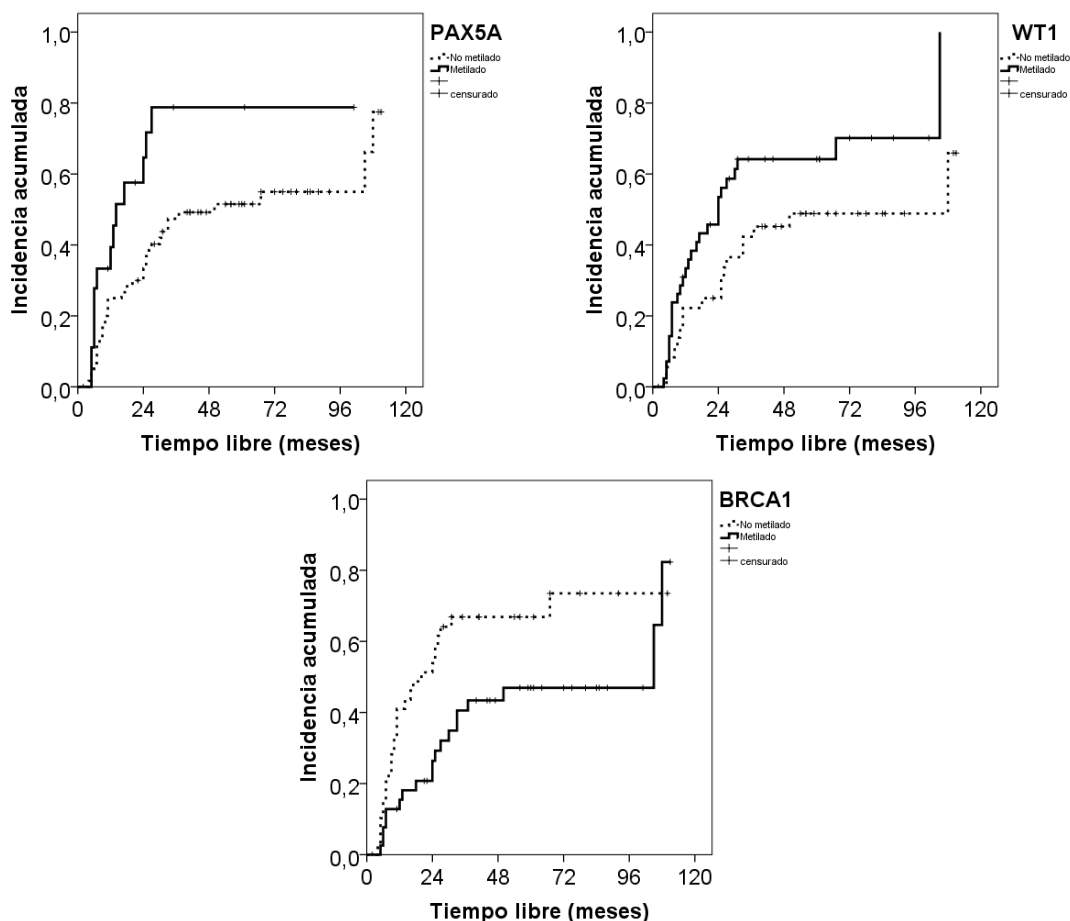 PAX5A
No metilado
Metilado
censurado
Incidencia acumulada
1,0
0,8
0,6
0,4
0,2
0,0
0 24 48 72 96 120
Tiempo libre (meses)
WT1
No metilado
Metilado
censurado
Incidencia acumulada
1,0
0,8
0,6
0,4
0,2
0,0
0 24 48 72 96 120
Tiempo libre (meses)
BRCA1
No metilado
Metilado
censurado
Incidencia acumulada
1,0
0,8
0,6
0,4
0,2
0,0
0 24 48 72 96 120
Tiempo libre (meses)